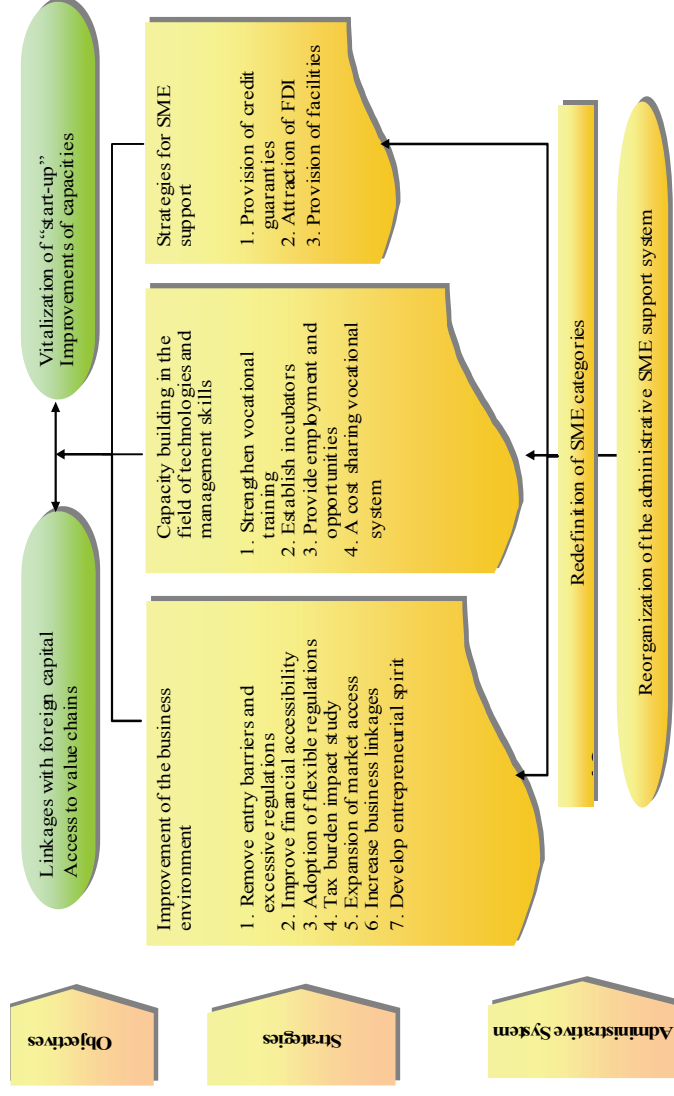 Objectives
Linkages with foreign capital
Access to value chains
Vitalization of “start-up”
Improvements of capacities
Strategies
Improvement of the business
environment
1. Remove entry barriers and
excessive regulations
2. Improve financial accessibility
3. Adoption of flexible regulations
4. Tax burden impact study
5. Expansion of market access
6. Increase business linkages
7. Develop entrepreneurial spirit
Capacity building in the
field of technologies and
management skills
1. Strengthen vocational
training
2. Establish incubators
3. Provide employment and
opportunities
4. A cost sharing vocational
system
Strategies for SME
support
1. Provision of credit
guaranties
2. Attraction of FDI
3. Provision of facilities
Administrative System
Redefinition of SME categories
Reorganization of the administrative SME support system